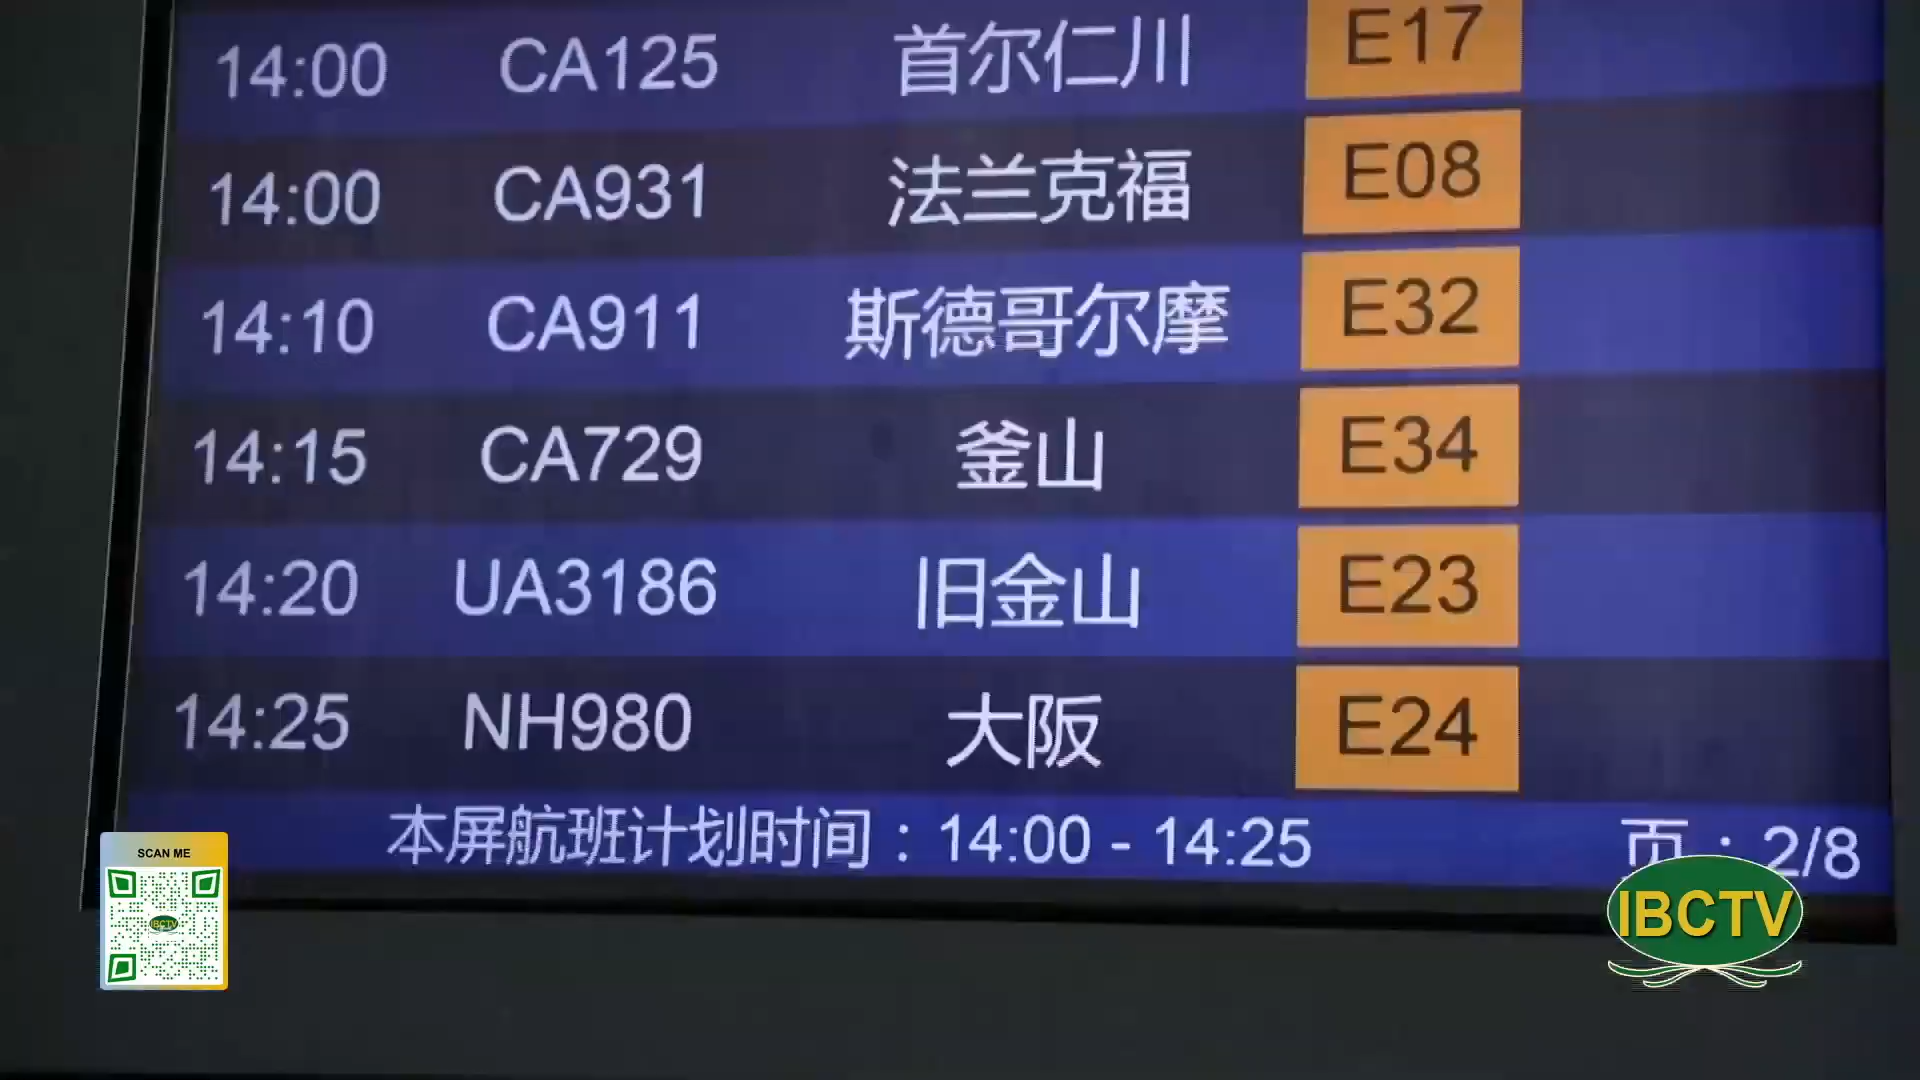 14:00 CA125 首尔仁川 E17
14:00 CA931 法兰克福 E08
14:10 CA911 斯德哥尔摩 E32
14:15 CA729 釜山 E34
14:20 UA3186 旧金山 E23
14:25 NH980 大阪 E24
本屏航班计划时间：14:00 - 14:25 页：2/8
SCAN ME
IBCTV
IBCTV